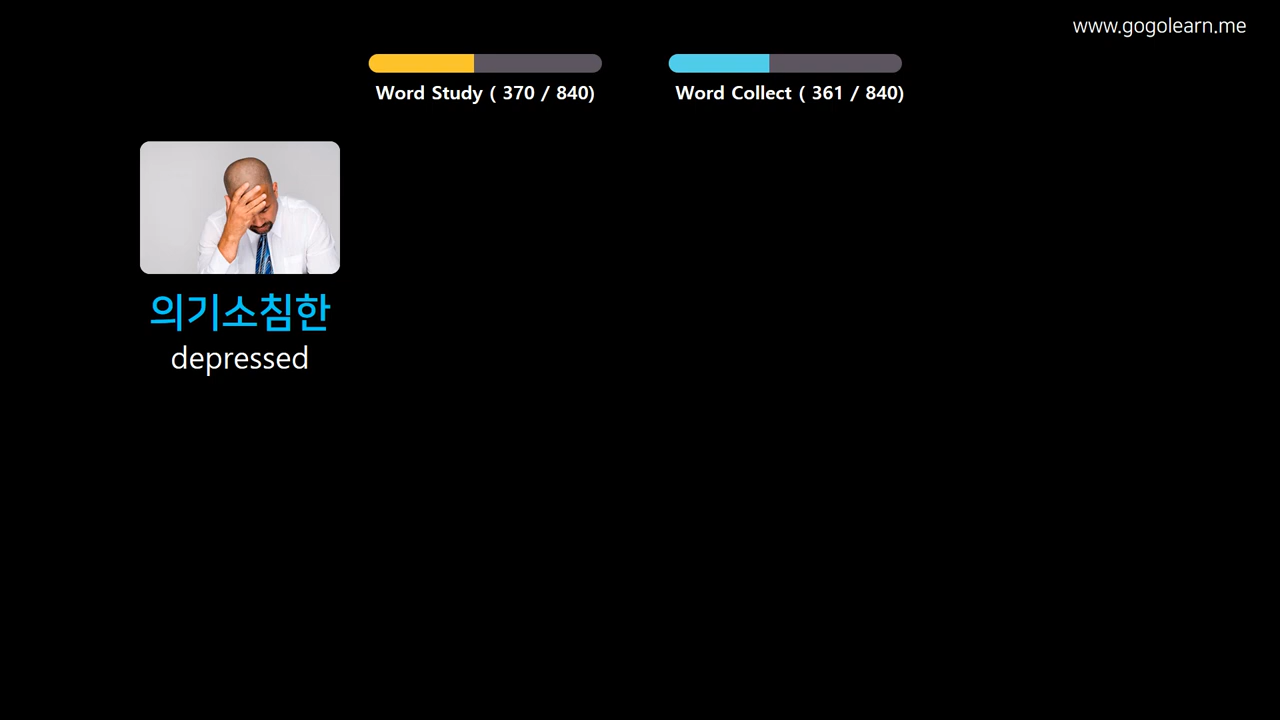 www.gogolearn.me
Word Study ( 370 / 840)
Word Collect ( 361 / 840)
의기소침한
depressed